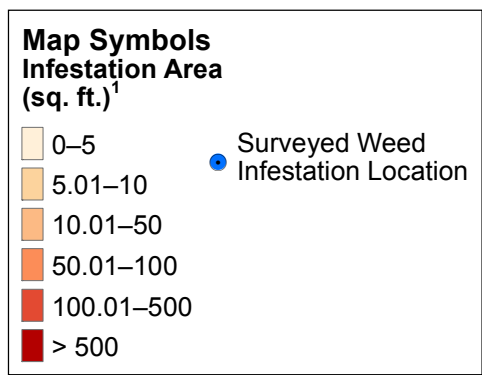 Map Symbols
Infestation Area
(sq. ft.)¹
0–5
5.01–10
10.01–50
50.01–100
100.01–500
> 500
Surveyed Weed
Infestation Location